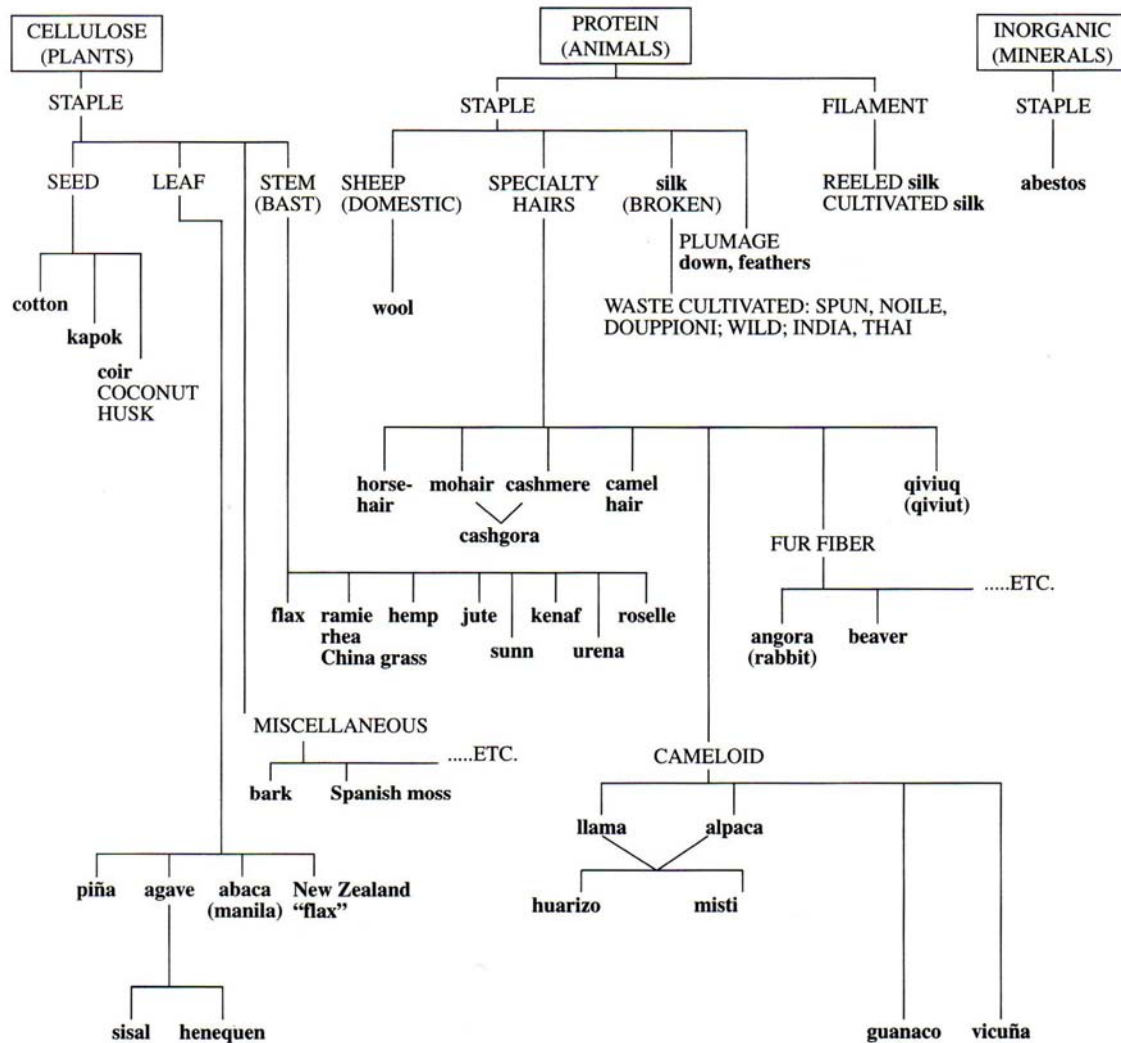 CELLULOSE
(PLANTS)
PROTEIN
(ANIMALS)
INORGANIC
(MINERALS)
STAPLE
STAPLE
FILAMENT
STAPLE
SEED
LEAF
STEM
(BAST)
SHEEP
(DOMESTIC)
SPECIALTY
HAIRS
silk
(BROKEN)
REELED silk
CULTIVATED silk
abestos
PLUMAGE
down, feathers
cotton
kapok
coir
COCONUT
HUSK
wool
WASTE CULTIVATED: SPUN, NOILE,
DOUPPIONI; WILD; INDIA, THAI
horse-
hair
mohair
cashmere
camel
hair
qiviuq
(qiviut)
cashgora
FUR FIBER
.....ETC.
angora
(rabbit)
beaver
flax
ramie
rhea
China grass
hemp
jute
sunn
kenaf
urena
roselle
MISCELLANEOUS
.....ETC.
bark
Spanish moss
CAMELOID
llama
alpaca
huarizo
misti
guanaco
vicuña
piña
agave
abaca
(manila)
New Zealand
“flax”
sisal
henequen